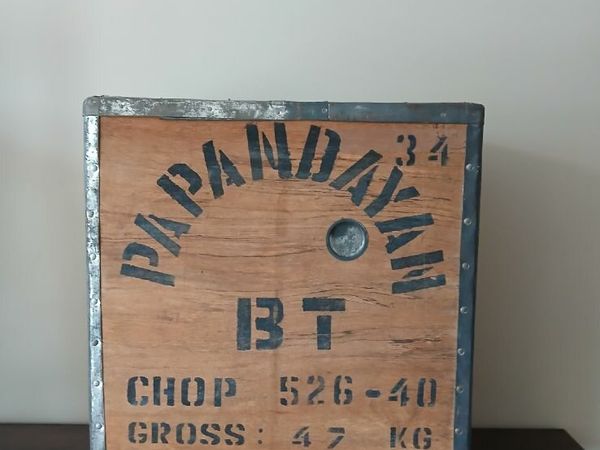 34
PAPANDAYAN
BT
CHOP 526-40
GROSS: 47 KG